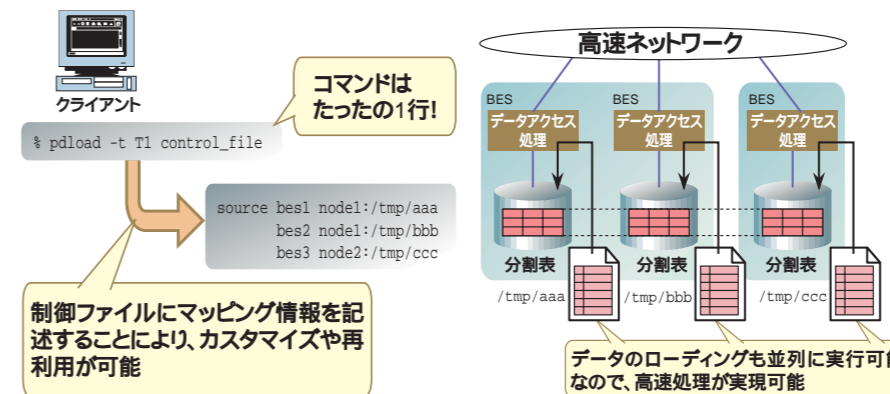 クライアント
コマンドは
たったの1行!
% pdload -t T1 control_file
source bes1 node1:/tmp/aaa
bes2 node1:/tmp/bbb
bes3 node2:/tmp/ccc
制御ファイルにマッピング情報を記
述することにより、カスタマイズや再
利用が可能
高速ネットワーク
BES
データアクセス
処理
BES
データアクセス
処理
BES
データアクセス
処理
分割表
分割表
分割表
/tmp/aaa
/tmp/bbb
/tmp/ccc
データのローディングも並列に実行可能
なので、高速処理が実現可能